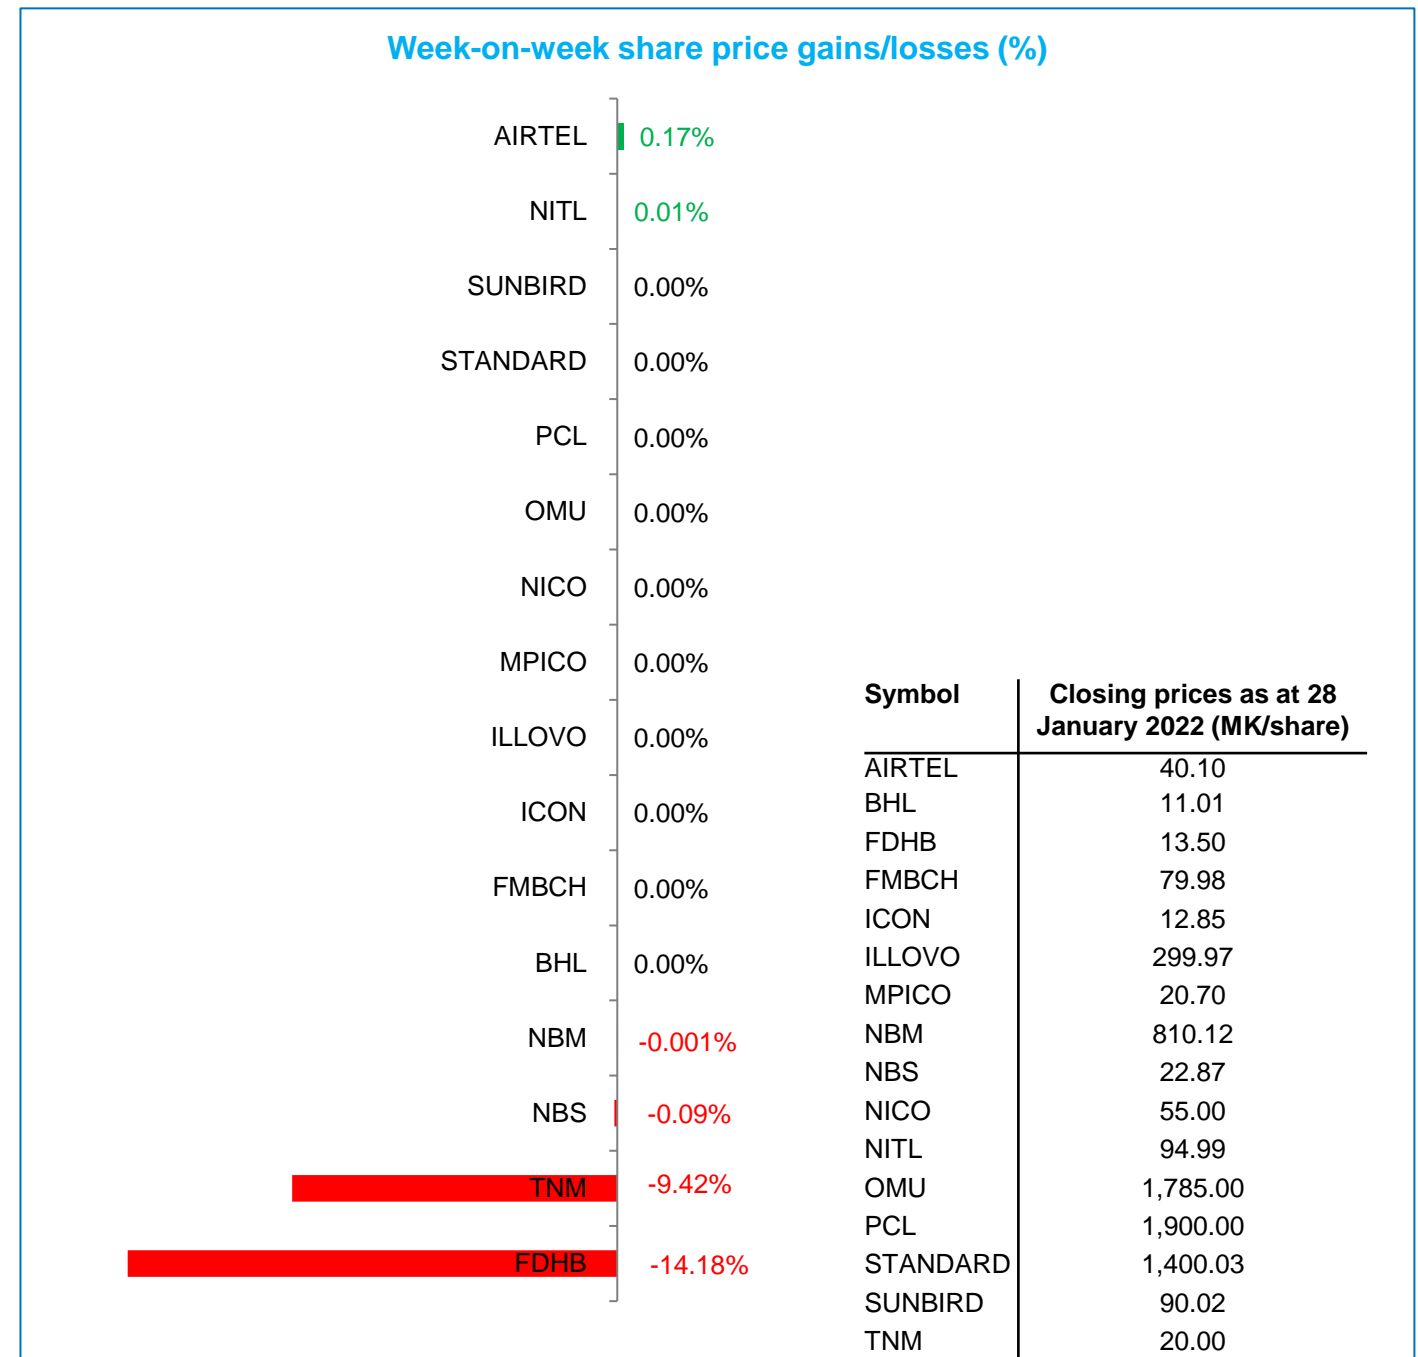 Week-on-week share price gains/losses (%)
AIRTEL 0.17%
NITL 0.01%
SUNBIRD 0.00%
STANDARD 0.00%
PCL 0.00%
OMU 0.00%
NICO 0.00%
MPICO 0.00%
ILLOVO 0.00%
ICON 0.00%
FMBCH 0.00%
BHL 0.00%
NBM -0.001%
NBS -0.09%
TNM -9.42%
FDHB -14.18%
Symbol Closing prices as at 28
January 2022 (MK/share)
AIRTEL 40.10
BHL 11.01
FDHB 13.50
FMBCH 79.98
ICON 12.85
ILLOVO 299.97
MPICO 20.70
NBM 810.12
NBS 22.87
NICO 55.00
NITL 94.99
OMU 1,785.00
PCL 1,900.00
STANDARD 1,400.03
SUNBIRD 90.02
TNM 20.00